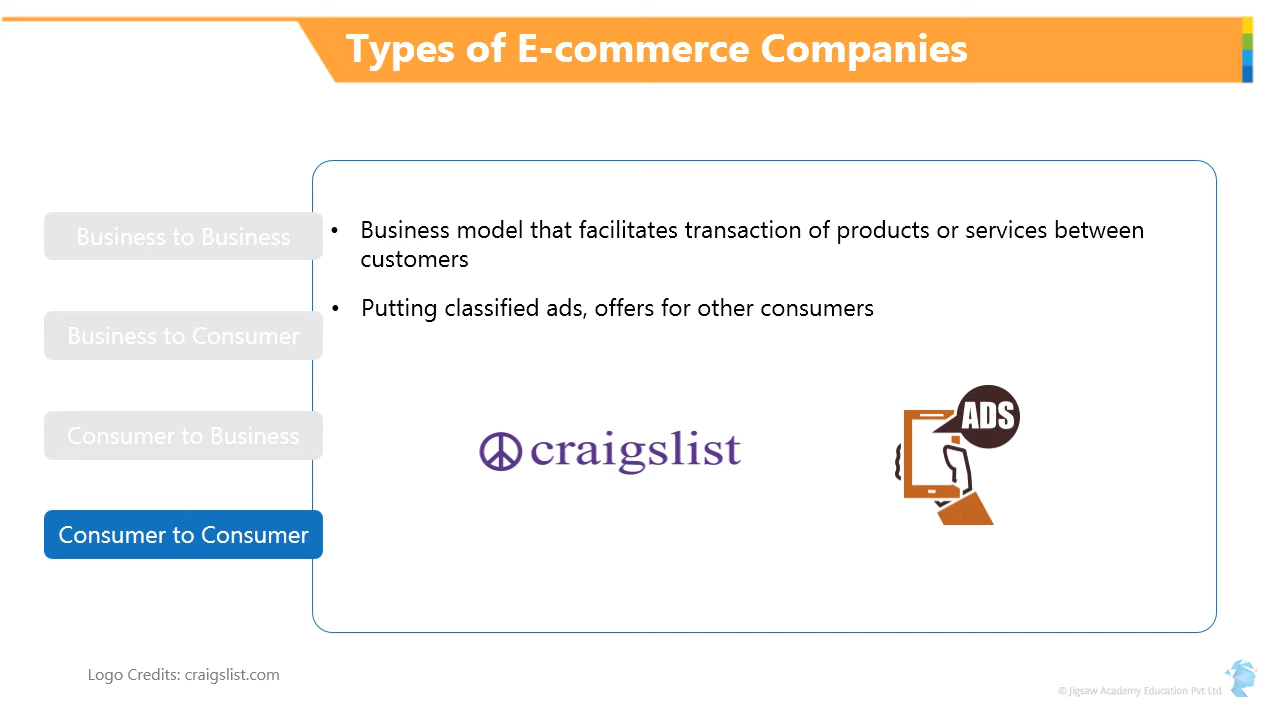 Types of E-commerce Companies
Business to Business
Business to Consumer
Consumer to Business
Consumer to Consumer
• Business model that facilitates transaction of products or services between
customers
• Putting classified ads, offers for other consumers
craigslist
ADS
Logo Credits: craigslist.com
© Jigsaw Academy Education Pvt Ltd